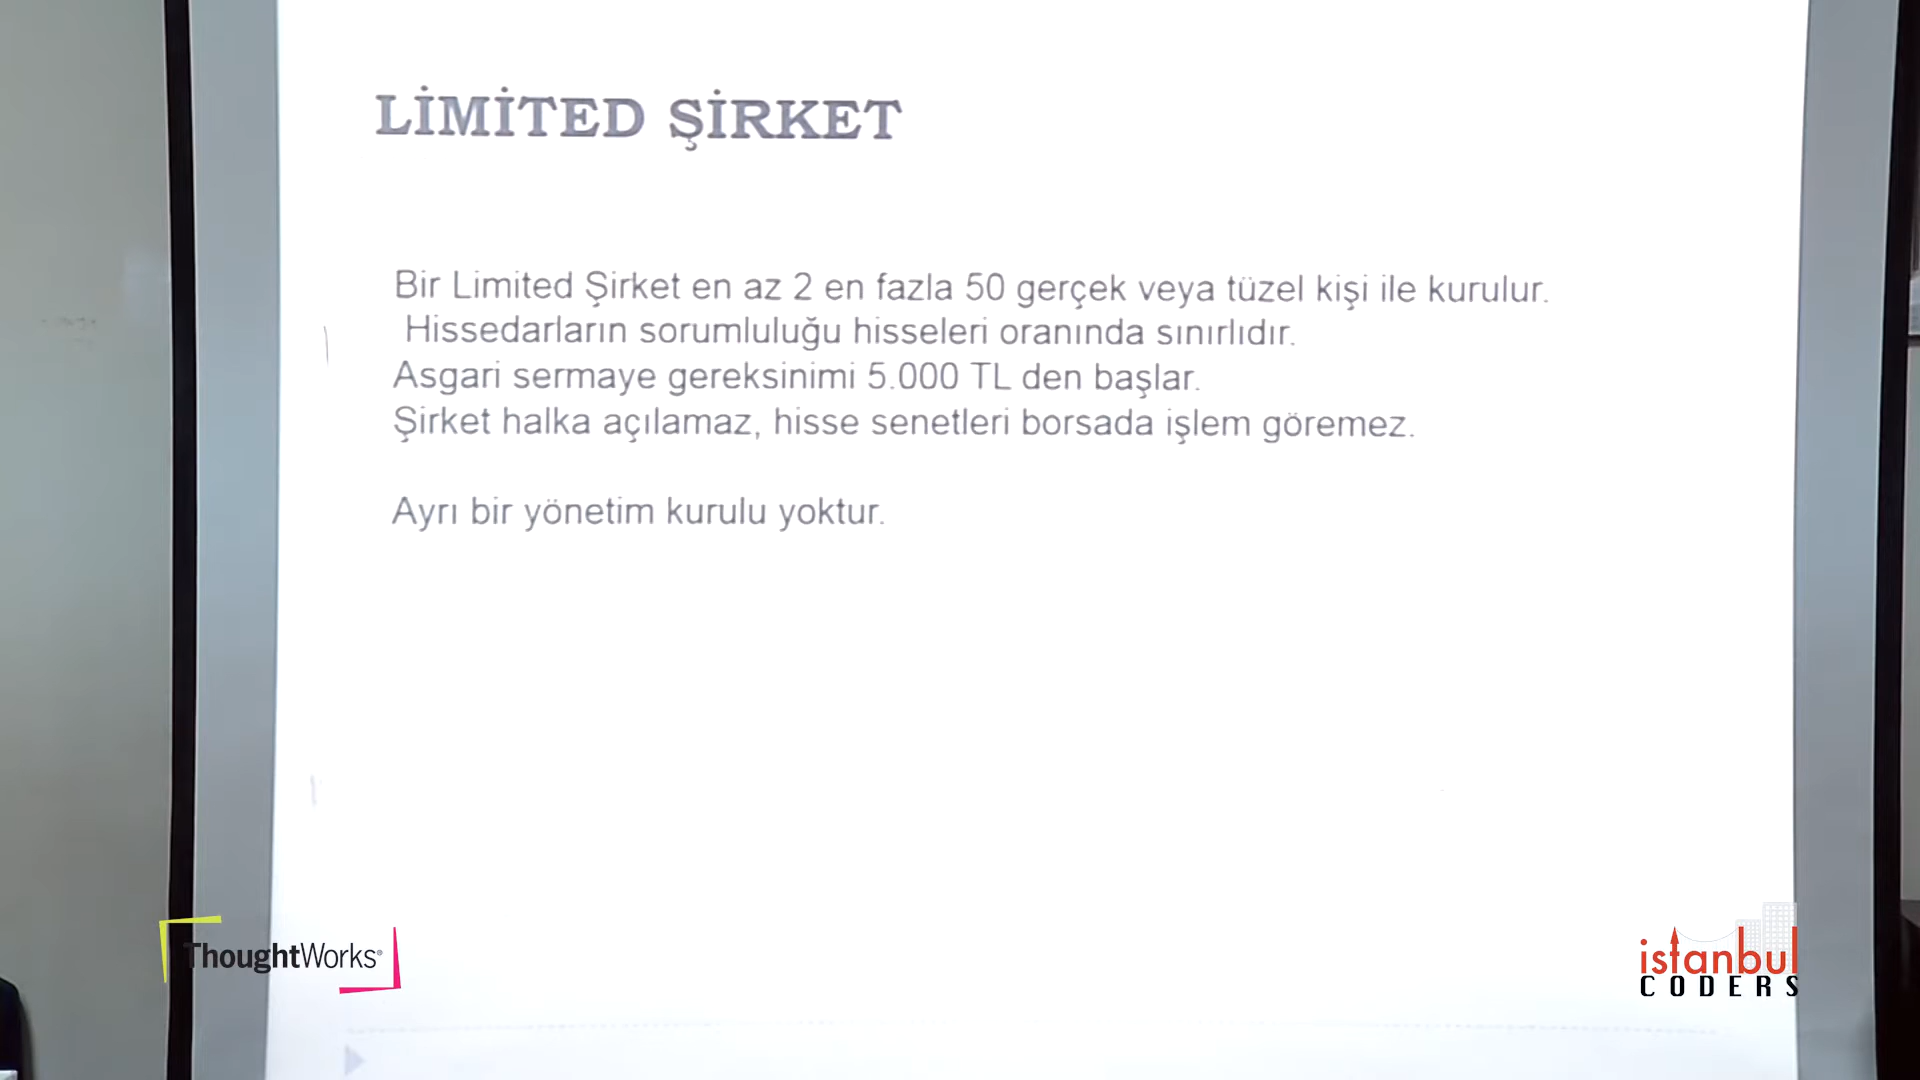 LİMİTED ŞİRKET
Bir Limited Şirket en az 2 en fazla 50 gerçek veya tüzel kişi ile kurulur.
Hissedarların sorumluluğu hisseleri oranında sınırlıdır.
Asgari sermaye gereksinimi 5.000 TL den başlar.
Şirket halka açılamaz, hisse senetleri borsada işlem göremez.
Ayrı bir yönetim kurulu yoktur.
ThoughtWorks®
istanbul
CODERS